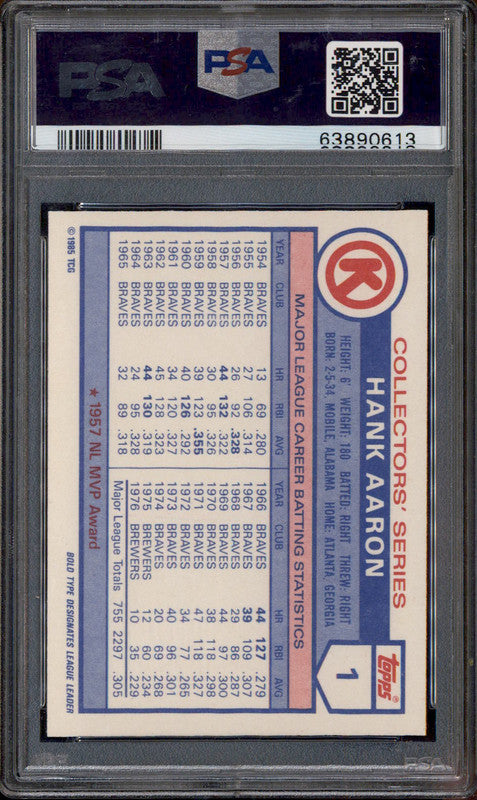 PSA
PSA
63890613
K
COLLECTORS' SERIES
HANK AARON
topps®
1
HEIGHT: 6' WEIGHT: 180 BATTED: RIGHT THREW: RIGHT
BORN: 2-5-34 MOBILE, ALABAMA HOME: ATLANTA GEORGIA
MAJOR LEAGUE CAREER BATTING STATISTICS
YEAR CLUB HR RBI AVG YEAR CLUB HR RBI AVG
1954 BRAVES 13 69 .280 1966 BRAVES 44 127 .279
1955 BRAVES 27 106 .314 1967 BRAVES 39 109 .307
1956 BRAVES 26 92 .328 1968 BRAVES 29 86 .287
1957 BRAVES 44 132 .322 1969 BRAVES 44 97 .300
1958 BRAVES 30 95 .326 1970 BRAVES 38 118 .298
1959 BRAVES 39 123 .355 1971 BRAVES 47 118 .327
1960 BRAVES 40 126 .292 1972 BRAVES 34 77 .265
1961 BRAVES 34 120 .327 1973 BRAVES 40 96 .301
1962 BRAVES 45 128 .323 1974 BRAVES 20 69 .268
1963 BRAVES 44 130 .319 1975 BREWERS 12 60 .234
1964 BRAVES 24 95 .328 1976 BREWERS 10 35 .229
1965 BRAVES 32 89 .318 Major League Totals 755 2297 .305
★ 1957 NL MVP Award
©1985 TCG
BOLD TYPE DESIGNATES LEAGUE LEADER